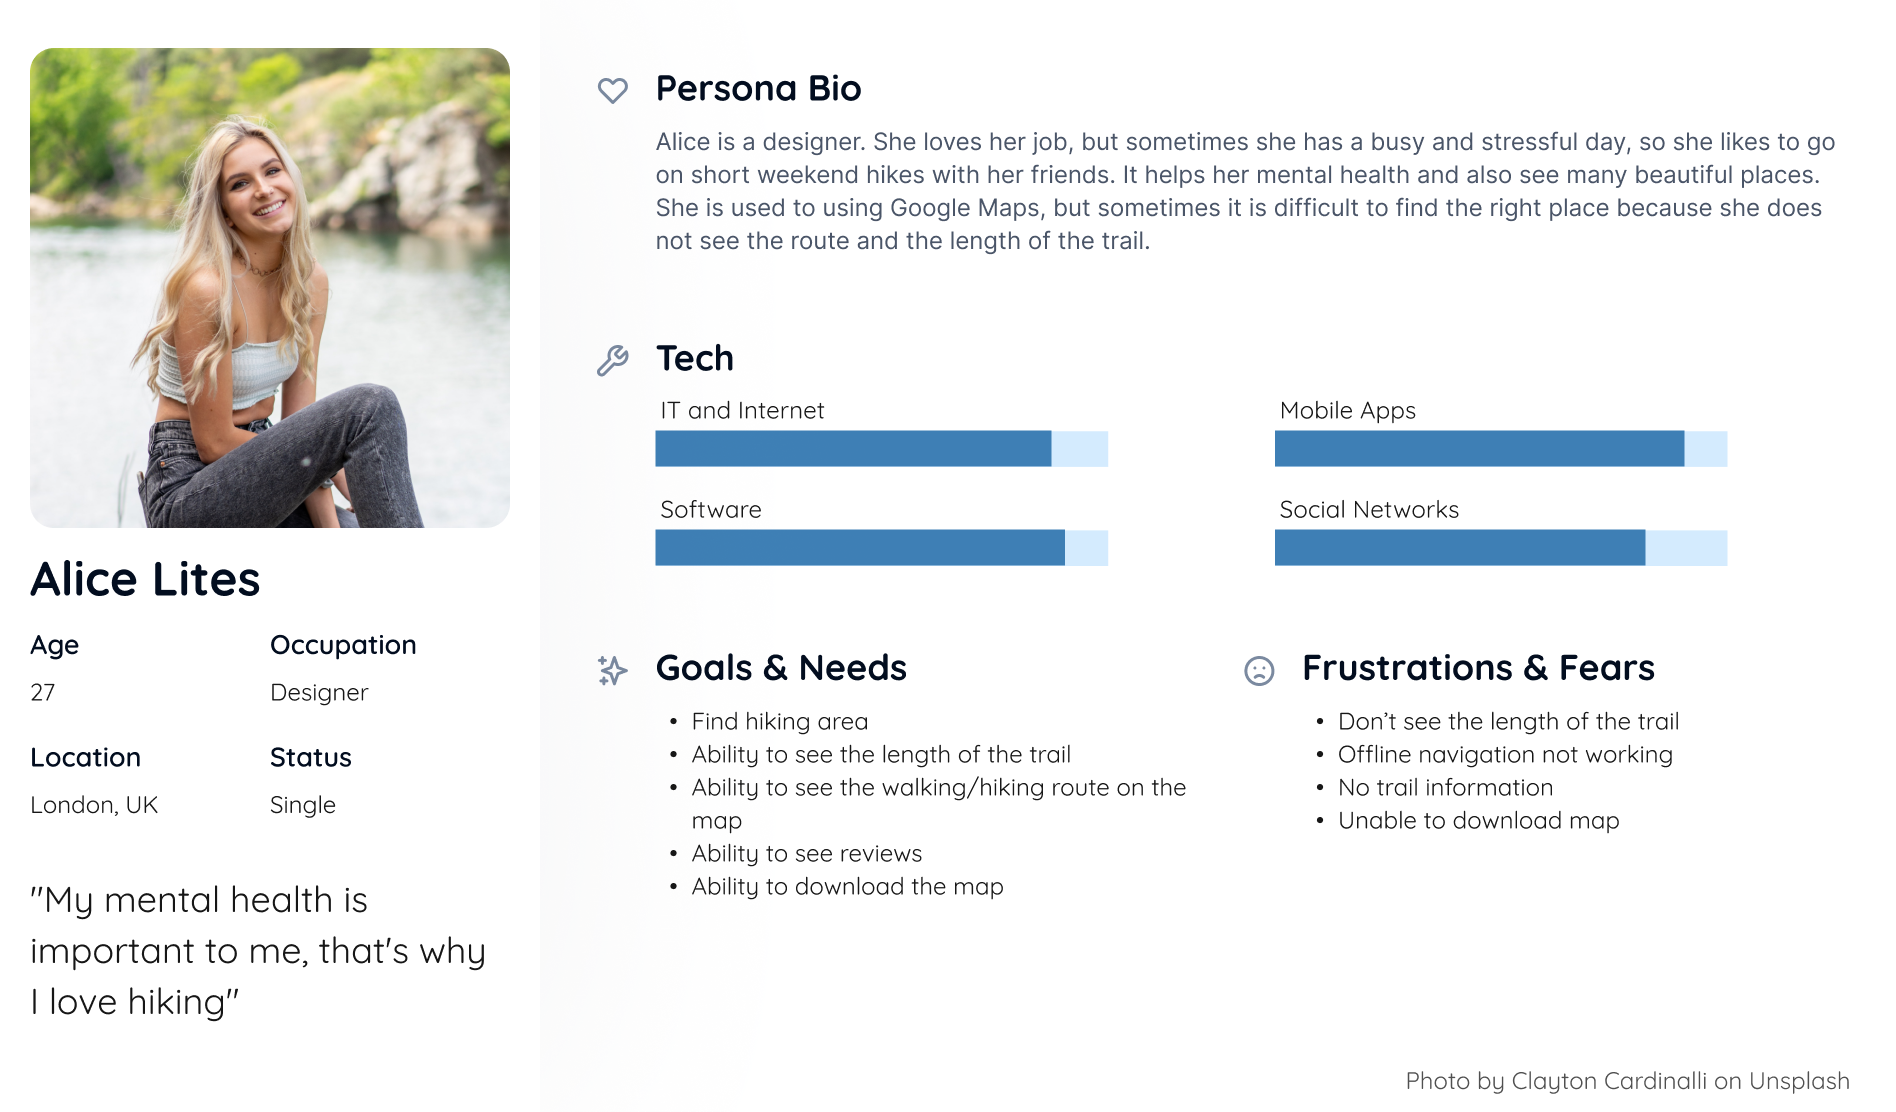 Alice Lites
Age
27
Occupation
Designer
Location
London, UK
Status
Single
"My mental health is
important to me, that's why
I love hiking"
Persona Bio
Alice is a designer. She loves her job, but sometimes she has a busy and stressful day, so she likes to go
on short weekend hikes with her friends. It helps her mental health and also see many beautiful places.
She is used to using Google Maps, but sometimes it is difficult to find the right place because she does
not see the route and the length of the trail.
Tech
IT and Internet
Mobile Apps
Software
Social Networks
Goals & Needs
• Find hiking area
• Ability to see the length of the trail
• Ability to see the walking/hiking route on the
map
• Ability to see reviews
• Ability to download the map
Frustrations & Fears
• Don’t see the length of the trail
• Offline navigation not working
• No trail information
• Unable to download map
Photo by Clayton Cardinalli on Unsplash